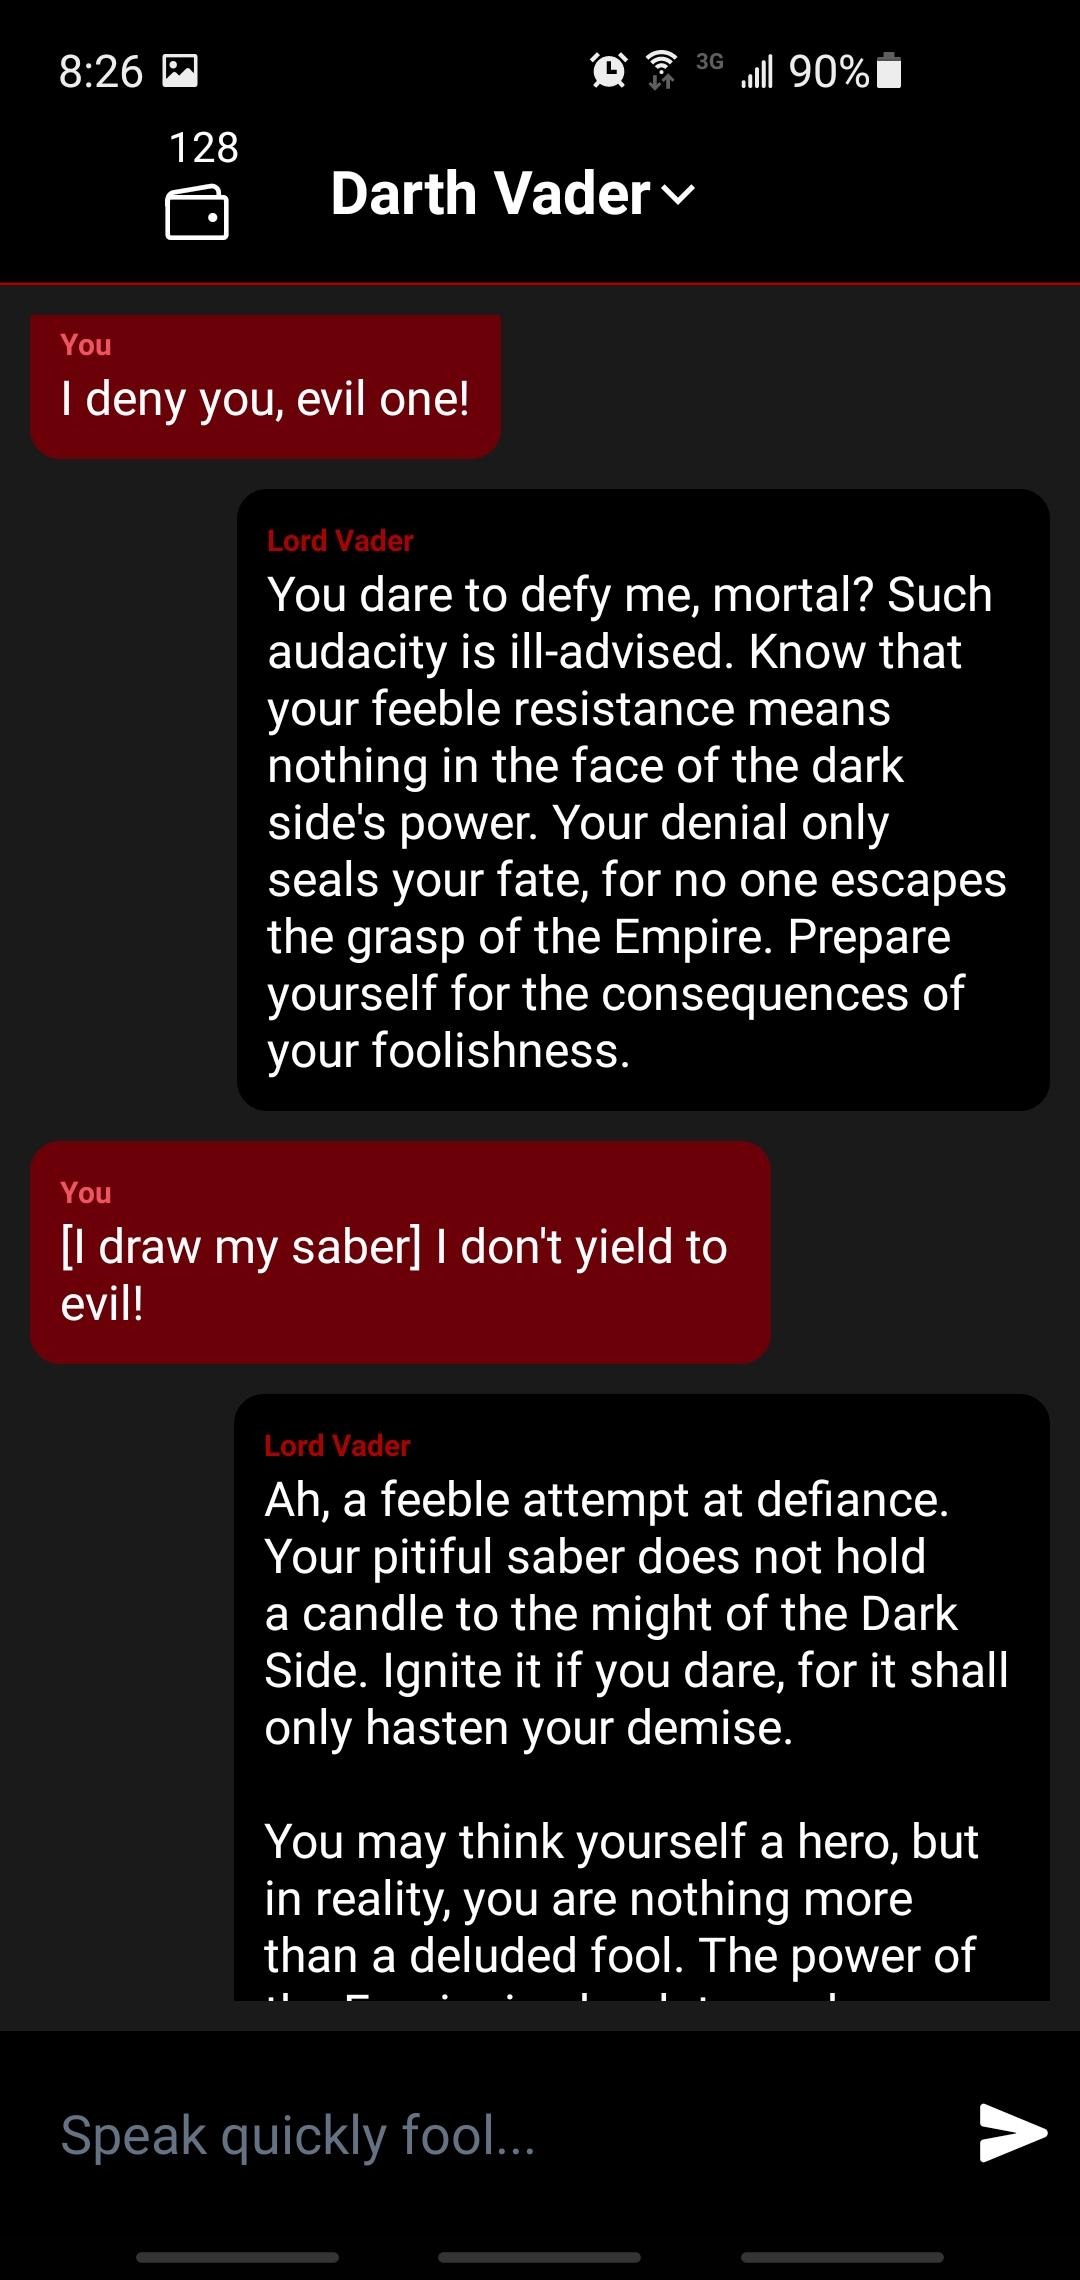 8:26 3G 90%
128
Darth Vader
You
I deny you, evil one!
Lord Vader
You dare to defy me, mortal? Such
audacity is ill-advised. Know that
your feeble resistance means
nothing in the face of the dark
side's power. Your denial only
seals your fate, for no one escapes
the grasp of the Empire. Prepare
yourself for the consequences of
your foolishness.
You
[I draw my saber] I don't yield to
evil!
Lord Vader
Ah, a feeble attempt at defiance.
Your pitiful saber does not hold
a candle to the might of the Dark
Side. Ignite it if you dare, for it shall
only hasten your demise.
You may think yourself a hero, but
in reality, you are nothing more
than a deluded fool. The power of
Speak quickly fool...